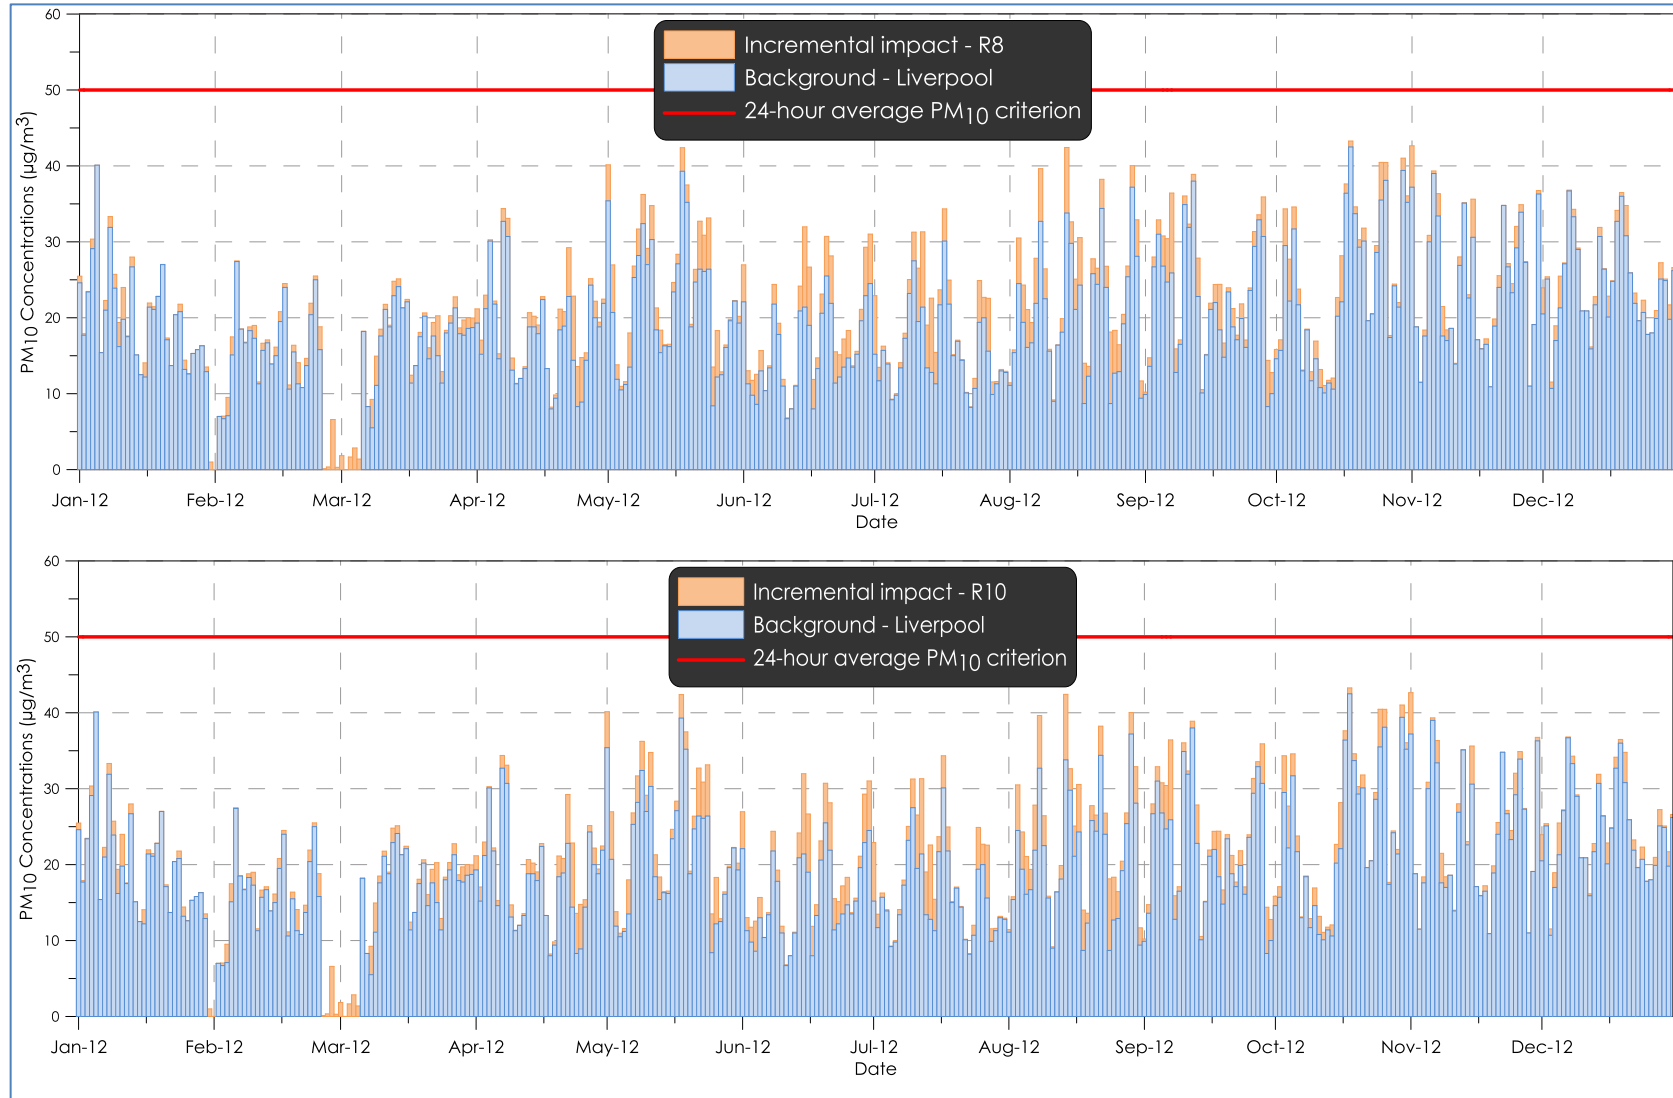 60
Incremental impact - R8
Background - Liverpool
24-hour average PM10 criterion
50
40
30
20
10
0
PM10 Concentrations (µg/m3)
Jan-12 Feb-12 Mar-12 Apr-12 May-12 Jun-12 Jul-12 Aug-12 Sep-12 Oct-12 Nov-12 Dec-12
Date
60
Incremental impact - R10
Background - Liverpool
24-hour average PM10 criterion
50
40
30
20
10
0
PM10 Concentrations (µg/m3)
Jan-12 Feb-12 Mar-12 Apr-12 May-12 Jun-12 Jul-12 Aug-12 Sep-12 Oct-12 Nov-12 Dec-12
Date